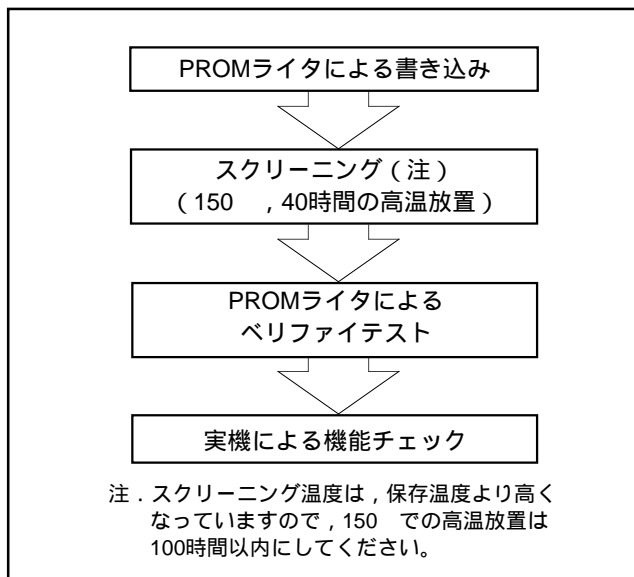 PROMライタによる書き込み
スクリーニング（注）
（150　，40時間の高温放置）
PROMライタによる
ベリファイテスト
実機による機能チェック
注．スクリーニング温度は，保存温度より高く
なっていますので，150　での高温放置は
100時間以内にしてください。